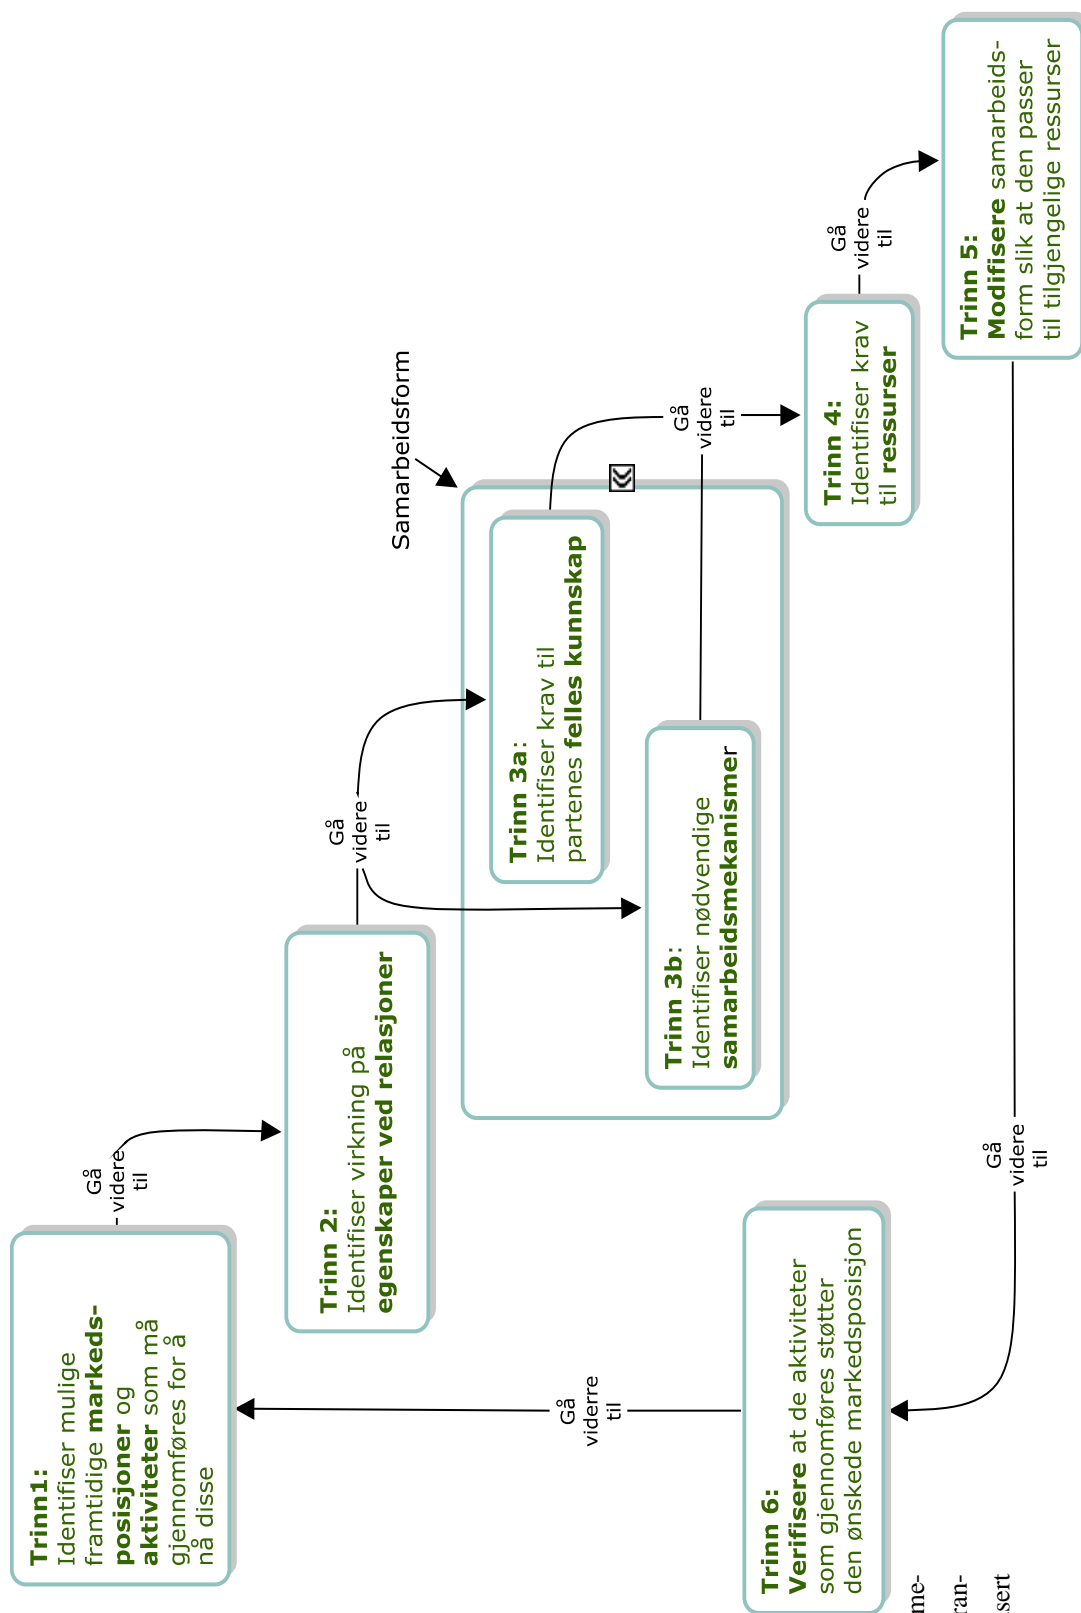 Trinn1:
Identifiser mulige
framtidige markeds-
posisjoner og
aktiviteter som må
gjennomføres for å
nå disse
Gå
videre
til
Trinn 2:
Identifiser virkning på
egenskaper ved relasjoner
Gå
videre
til
Samarbeidsform
Trinn 3a:
Identifiser krav til
partenes felles kunnskap
Trinn 3b:
Identifiser nødvendige
samarbeidsmekanismer
Gå
videre
til
Trinn 4:
Identifiser krav
til ressurser
Gå
videre
til
Trinn 5:
Modifisere samarbeids-
form slik at den passer
til tilgjengelige ressurser
Gå
videre
til
Trinn 6:
Verifisere at de aktiviteter
som gjennomføres støtter
den ønskede markedsposisjon
Gå
viderre
til
me-
ran-
sert